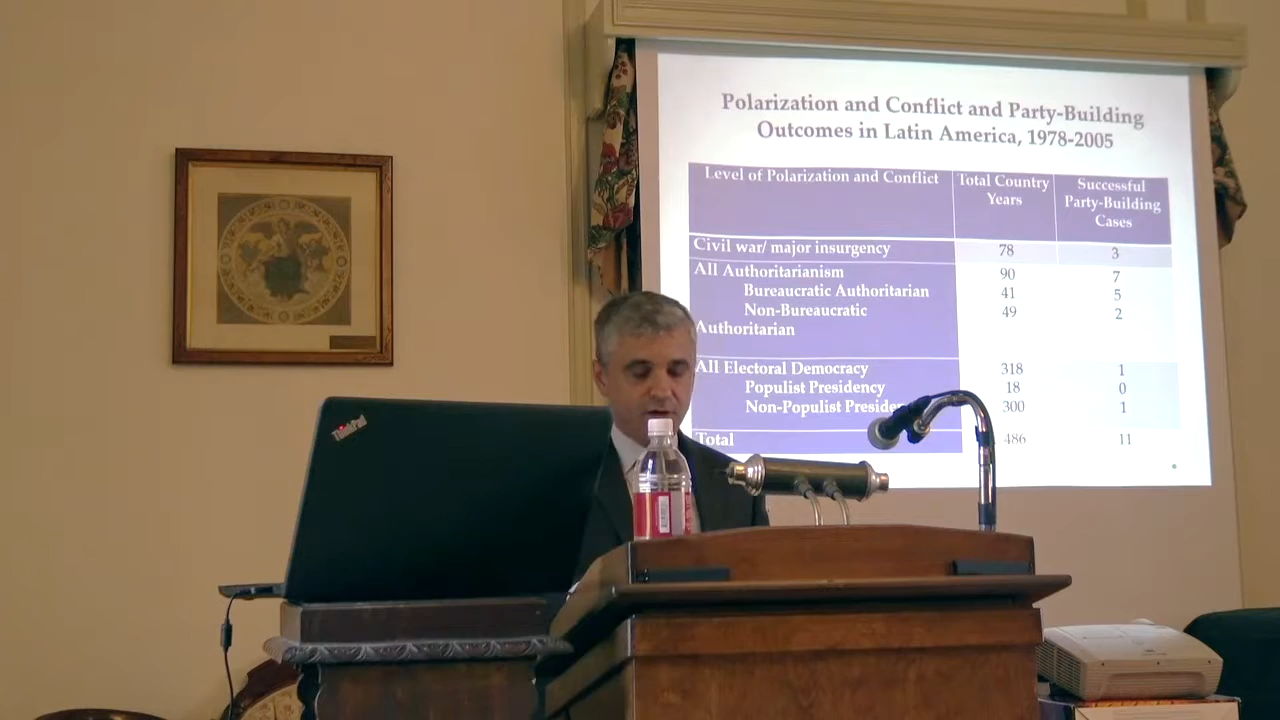 Polarization and Conflict and Party-Building
Outcomes in Latin America, 1978-2005
Level of Polarization and Conflict
Total Country
Years
Successful
Party-Building
Cases
Civil war/ major insurgency 78 3
All Authoritarianism 90 7
Bureaucratic Authoritarian 41 5
Non-Bureaucratic 49 2
Authoritarian
All Electoral Democracy 318 1
Populist Presidency 18 0
Non-Populist 300 1
Total 486 11
ThinkPad